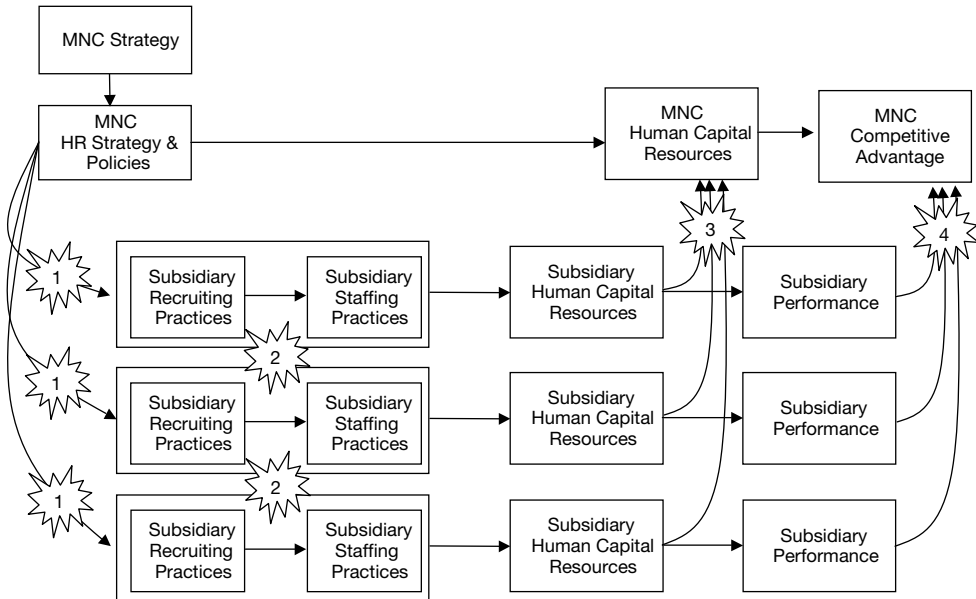 MNC Strategy
MNC
HR Strategy &
Policies
MNC
Human Capital
Resources
MNC
Competitive
Advantage
1
Subsidiary
Recruiting
Practices
Subsidiary
Staffing
Practices
Subsidiary
Human Capital
Resources
3
Subsidiary
Performance
4
2
1
Subsidiary
Recruiting
Practices
Subsidiary
Staffing
Practices
Subsidiary
Human Capital
Resources
Subsidiary
Performance
2
1
Subsidiary
Recruiting
Practices
Subsidiary
Staffing
Practices
Subsidiary
Human Capital
Resources
Subsidiary
Performance